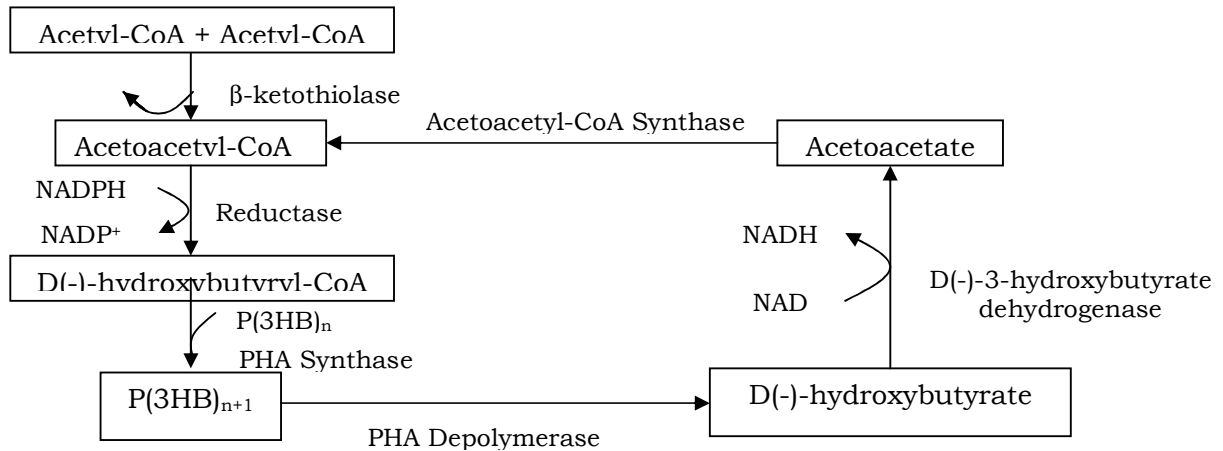 Acetyl-CoA + Acetyl-CoA
β-ketothiolase
Acetoacetyl-CoA Synthase
Acetoacetyl-CoA
Acetoacetate
NADPH
Reductase
NADP⁺
NADH
D(-)-hydroxybutyryl-CoA
D(-)-3-hydroxybutyrate
dehydrogenase
NAD
P(3HB)ₙ
PHA Synthase
P(3HB)ₙ₊₁
D(-)-hydroxybutyrate
PHA Depolymerase